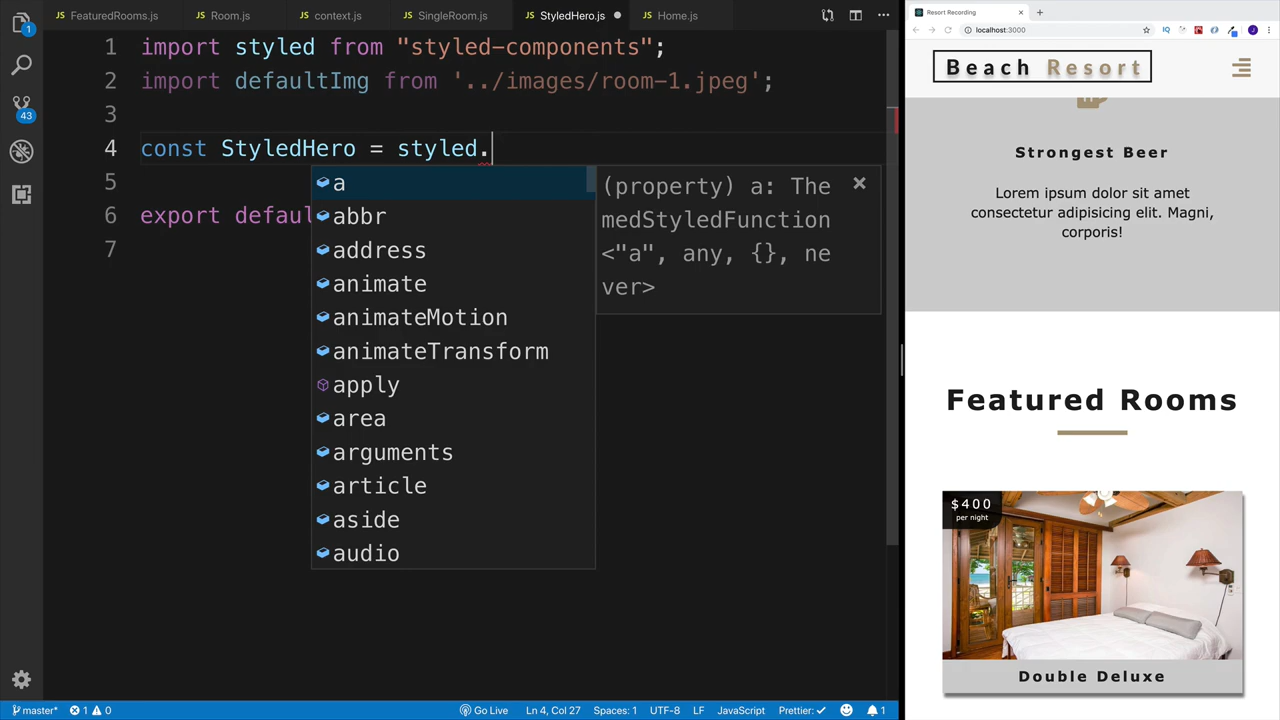 FeaturedRooms.js
Room.js
context.js
SingleRoom.js
StyledHero.js
Home.js
1 import styled from "styled-components";
2 import defaultImg from '../images/room-1.jpeg';
3
4 const StyledHero = styled.
5
6 export defaul
7
a
abbr
address
animate
animateMotion
animateTransform
apply
area
arguments
article
aside
audio
(property) a: The
medStyledFunction
<"a", any, {}, ne
ver>
1
43
master*
1 0
Go Live
Ln 4, Col 27
Spaces: 1
UTF-8
LF
JavaScript
Prettier: ✓
1
Resort Recording
localhost:3000
Beach Resort
Strongest Beer
Lorem ipsum dolor sit amet
consectetur adipisicing elit. Magni,
corporis!
Featured Rooms
$400
per night
Double Deluxe